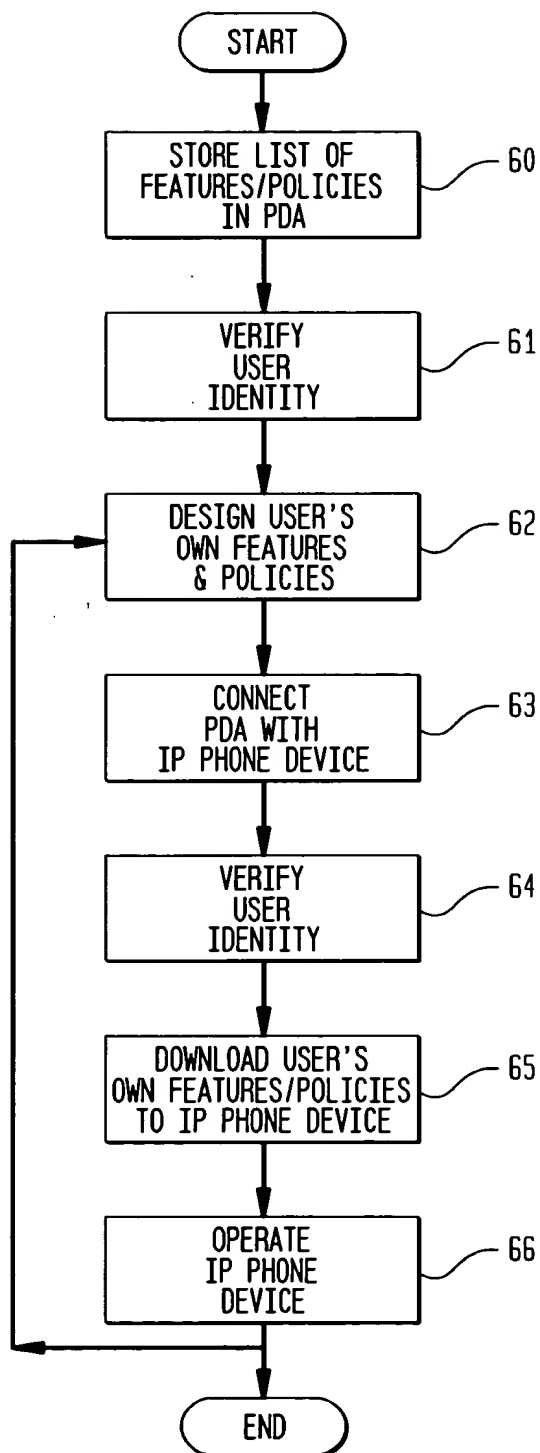 START
STORE LIST OF
FEATURES/POLICIES
IN PDA
60
VERIFY
USER
IDENTITY
61
DESIGN USER'S
OWN FEATURES
& POLICIES
62
CONNECT
PDA WITH
IP PHONE DEVICE
63
VERIFY
USER
IDENTITY
64
DOWNLOAD USER'S
OWN FEATURES/POLICIES
TO IP PHONE DEVICE
65
OPERATE
IP PHONE
DEVICE
66
END